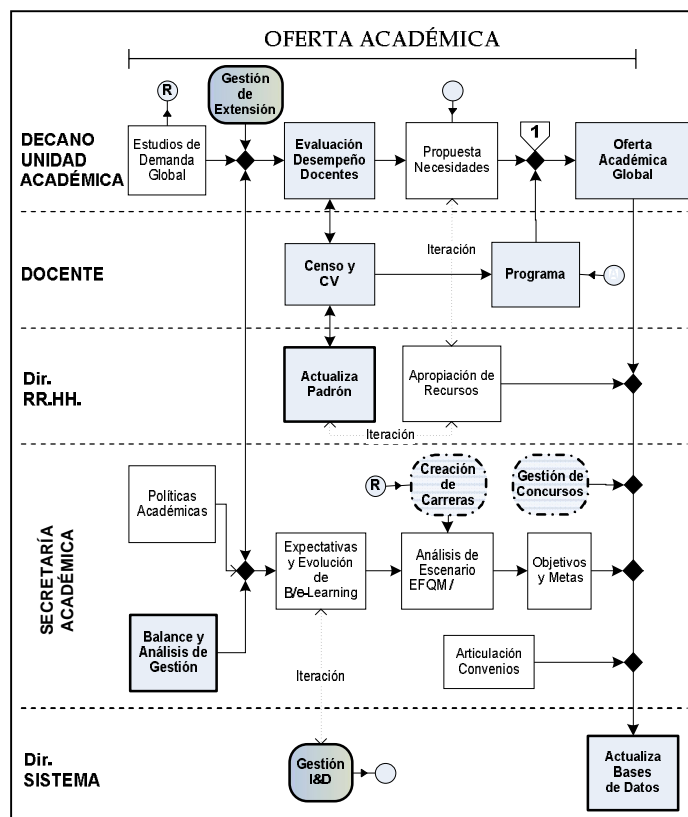 OFERTA ACADÉMICA
DECANO
UNIDAD
ACADÉMICA
R
Estudios de
Demanda
Global
Gestión
de
Extensión
Evaluación
Desempeño
Docentes
Propuesta
Necesidades
1
Oferta
Académica
Global
Iteración
DOCENTE
Censo y
CV
Programa
Dir.
RR.HH.
Actualiza
Padrón
Apropiación de
Recursos
Iteración
SECRETARÍA
ACADÉMICA
Políticas
Académicas
R
Creación
de
Carreras
Gestión de
Concursos
Expectativas
y Evolución
de
B/e-Learning
Análisis de
Escenario
EFQM/
Objetivos
y Metas
Balance y
Análisis de
Gestión
Articulación
Convenios
Iteración
Dir.
SISTEMA
Gestión
I&D
Actualiza
Bases
de Datos